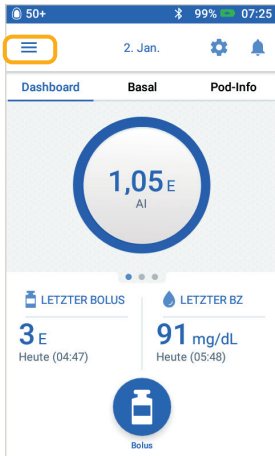 50+ 99% 07:25
2. Jan.
Dashboard Basal Pod-Info
1,05 E
AI
LETZTER BOLUS LETZTER BZ
3 E 91 mg/dL
Heute (04:47) Heute (05:48)
Bolus